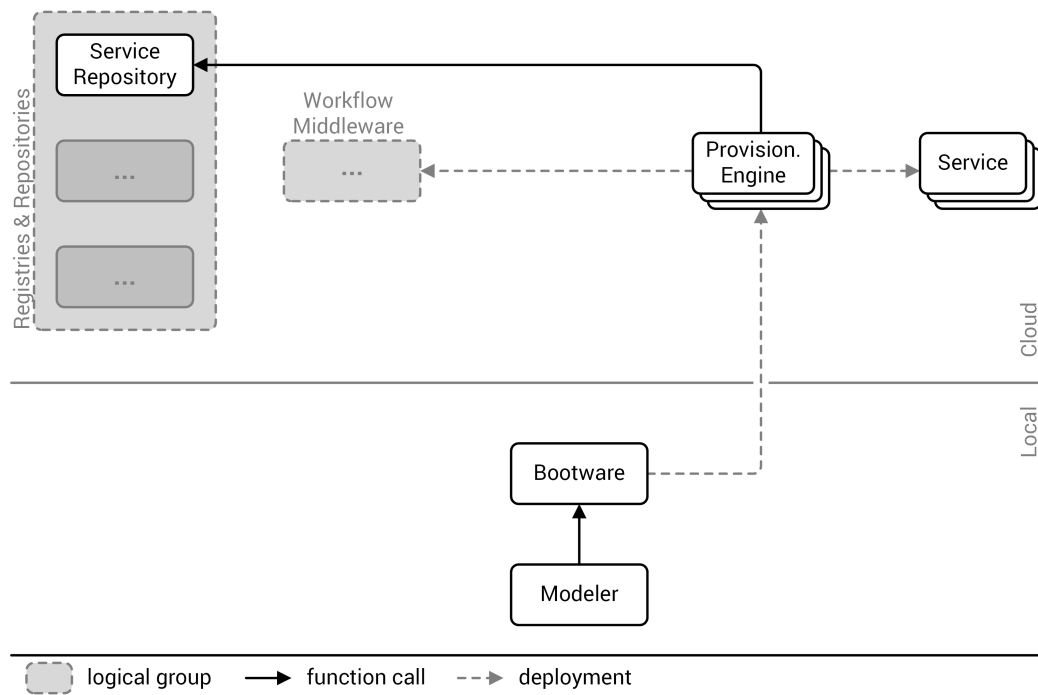 Service
Repository
Registries & Repositories
...
...
Workflow
Middleware
...
Provision.
Engine
Service
Cloud
Local
Bootware
Modeler
logical group
function call
deployment